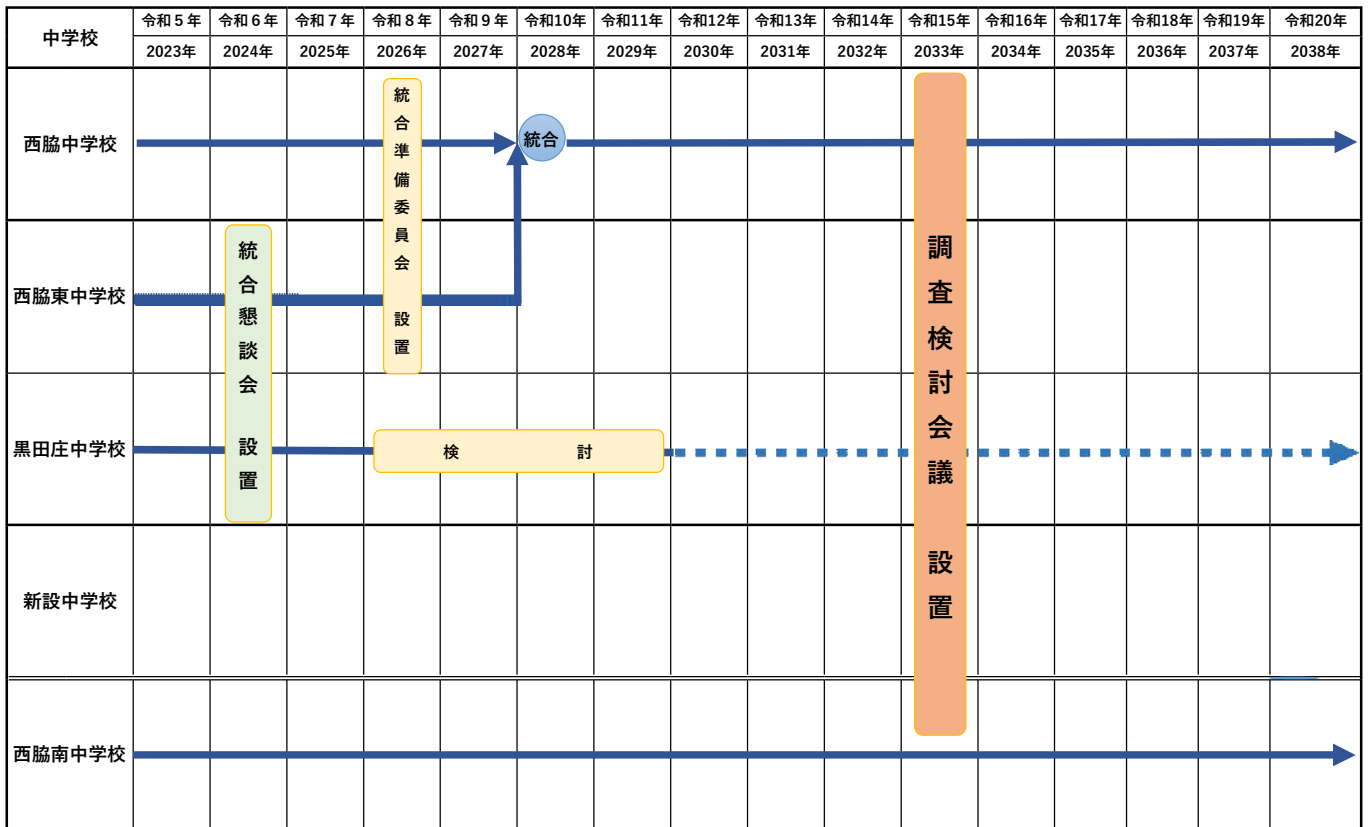 中学校
令和５年 令和６年 令和７年 令和８年 令和９年 令和10年 令和11年 令和12年 令和13年 令和14年 令和15年 令和16年 令和17年 令和18年 令和19年 令和20年
2023年 2024年 2025年 2026年 2027年 2028年 2029年 2030年 2031年 2032年 2033年 2034年 2035年 2036年 2037年 2038年
西脇中学校
統合準備委員会 設置
統合
調査検討会議 設置
西脇東中学校
統合懇談会 設置
黒田庄中学校
検 討
新設中学校
西脇南中学校